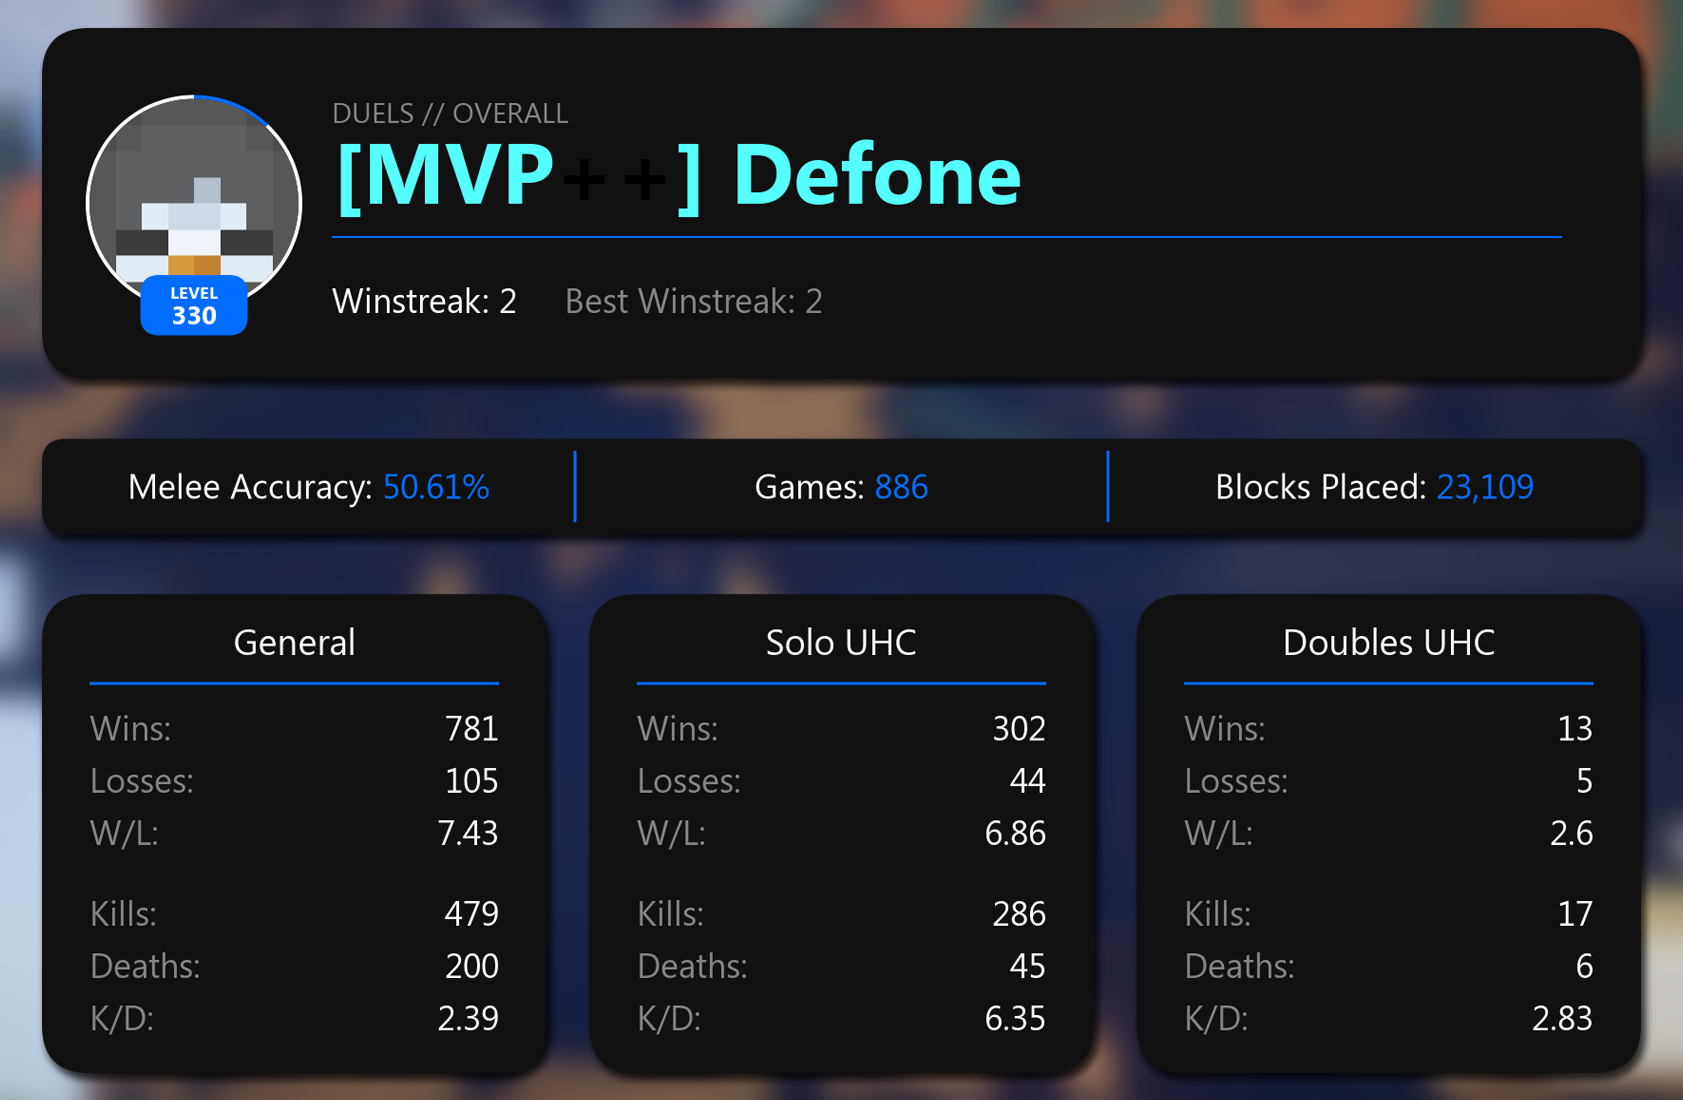 DUELS // OVERALL
[MVP++] Defone
Winstreak: 2 Best Winstreak: 2
LEVEL
330
Melee Accuracy: 50.61% Games: 886 Blocks Placed: 23,109
General
Wins: 781
Losses: 105
W/L: 7.43
Kills: 479
Deaths: 200
K/D: 2.39
Solo UHC
Wins: 302
Losses: 44
W/L: 6.86
Kills: 286
Deaths: 45
K/D: 6.35
Doubles UHC
Wins: 13
Losses: 5
W/L: 2.6
Kills: 17
Deaths: 6
K/D: 2.83